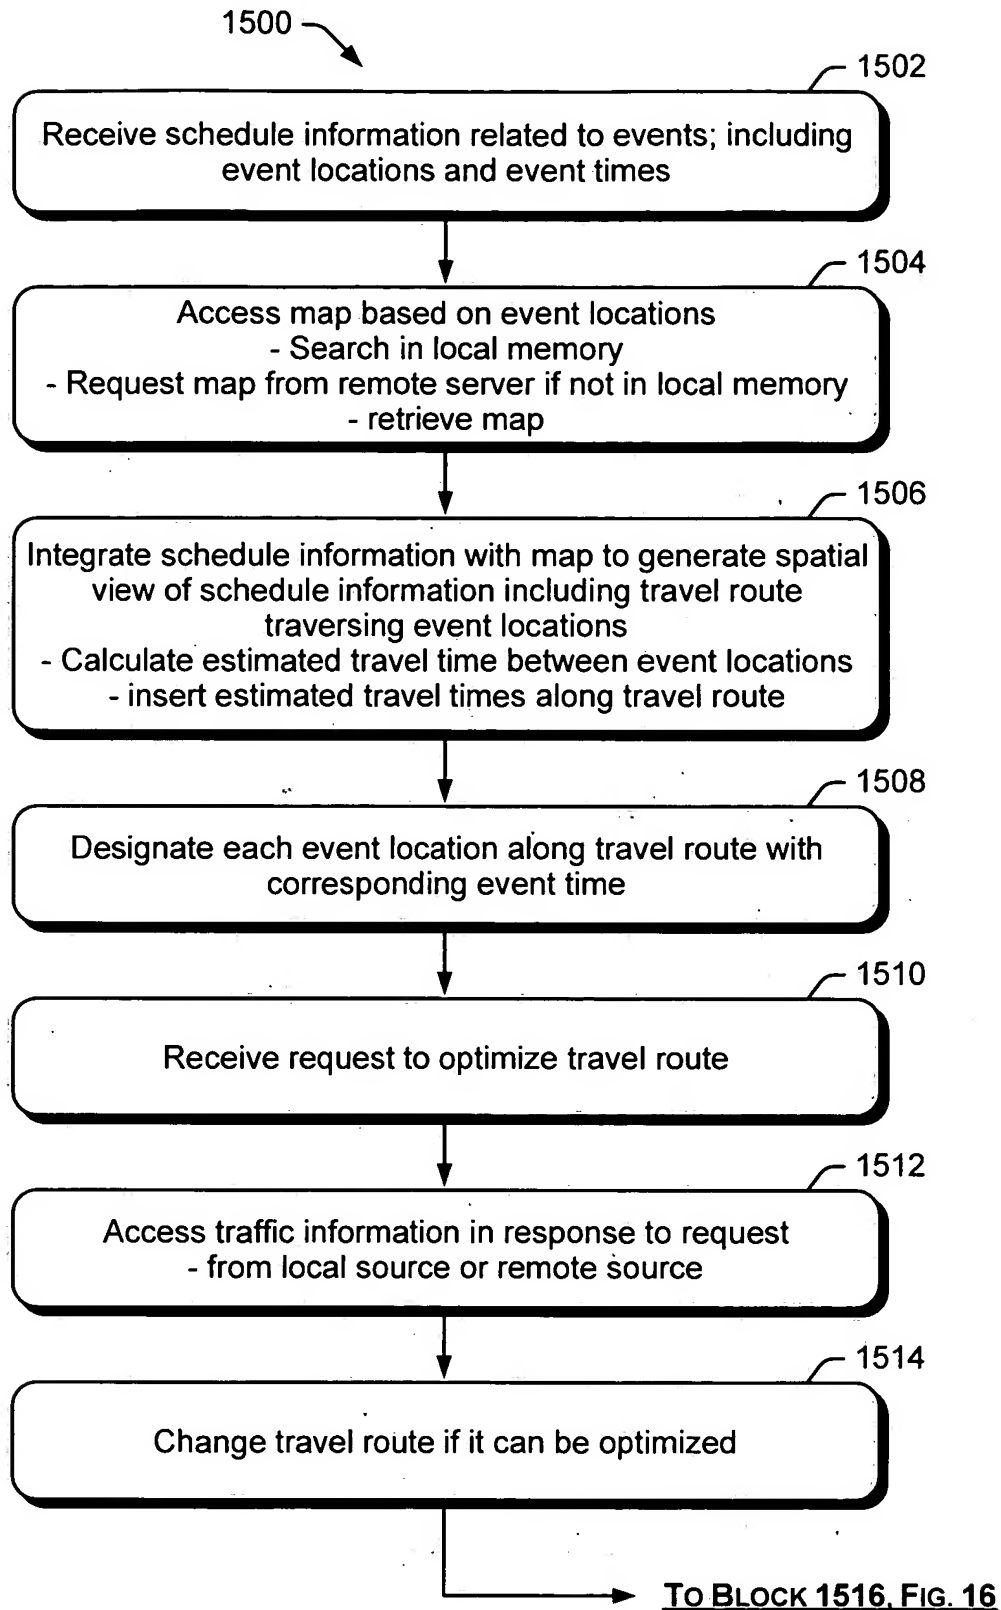 1500
1502
Receive schedule information related to events; including
event locations and event times
1504
Access map based on event locations
- Search in local memory
- Request map from remote server if not in local memory
- retrieve map
1506
Integrate schedule information with map to generate spatial
view of schedule information including travel route
traversing event locations
- Calculate estimated travel time between event locations
- insert estimated travel times along travel route
1508
Designate each event location along travel route with
corresponding event time
1510
Receive request to optimize travel route
1512
Access traffic information in response to request
- from local source or remote source
1514
Change travel route if it can be optimized
TO BLOCK 1516, FIG. 16